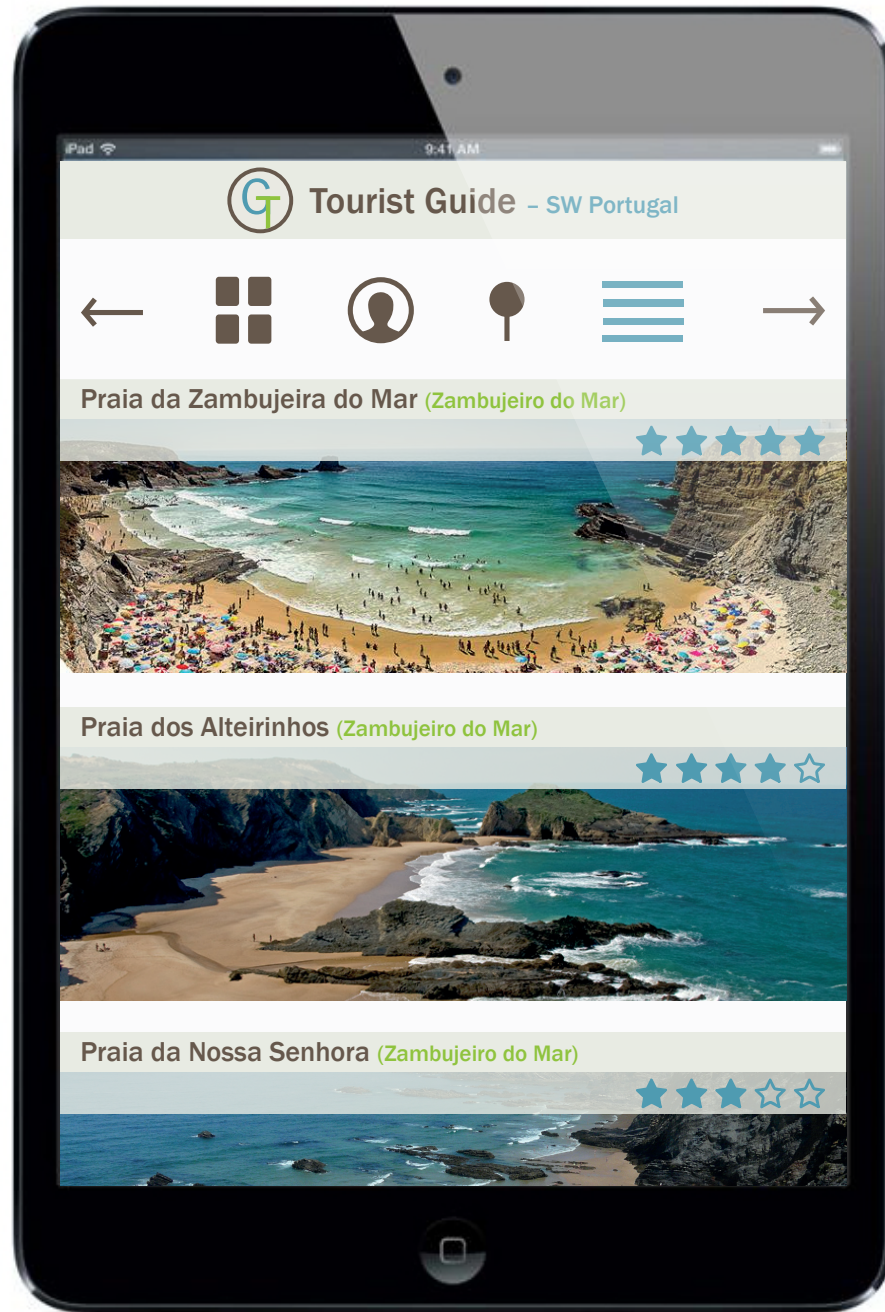 iPad
9:41 AM
GT Tourist Guide – SW Portugal
Praia da Zambujeira do Mar (Zambujeiro do Mar)
Praia dos Alteirinhos (Zambujeiro do Mar)
Praia da Nossa Senhora (Zambujeiro do Mar)